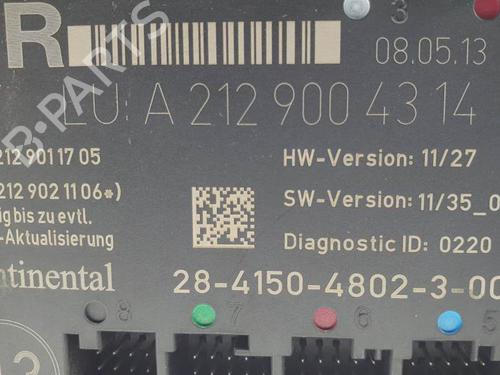 R
3
08.05.13
LU: A 212 900 43 14
212 901 17 05
HW-Version: 11/27
212 902 11 06*)
SW-Version: 11/35_0
ig bis zu evtl.
-Aktualisierung
Diagnostic ID: 0220
ntinental
28-4150-4802-3-00
8
7
6
5
B-PARTS